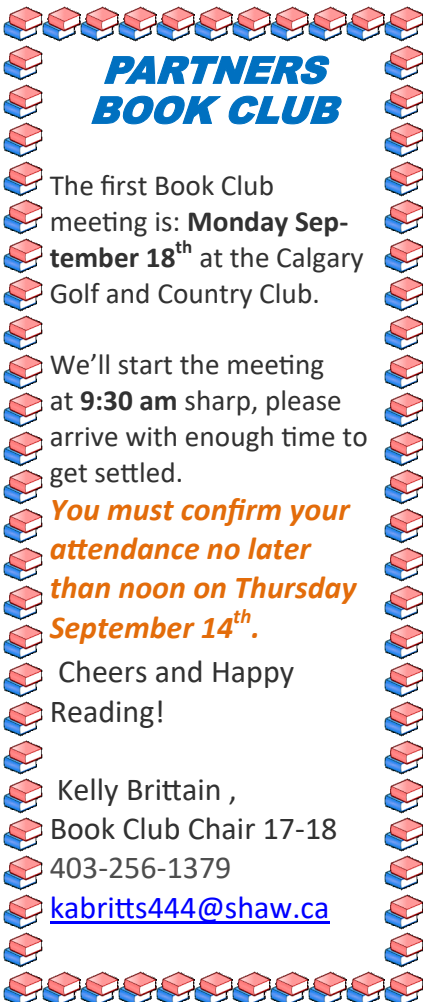 PARTNERS
BOOK CLUB
The first Book Club
meeting is: Monday Sep-
tember 18th at the Calgary
Golf and Country Club.
We’ll start the meeting
at 9:30 am sharp, please
arrive with enough time to
get settled.
You must confirm your
attendance no later
than noon on Thursday
September 14th.
Cheers and Happy
Reading!
Kelly Brittain ,
Book Club Chair 17-18
403-256-1379
kabritts444@shaw.ca